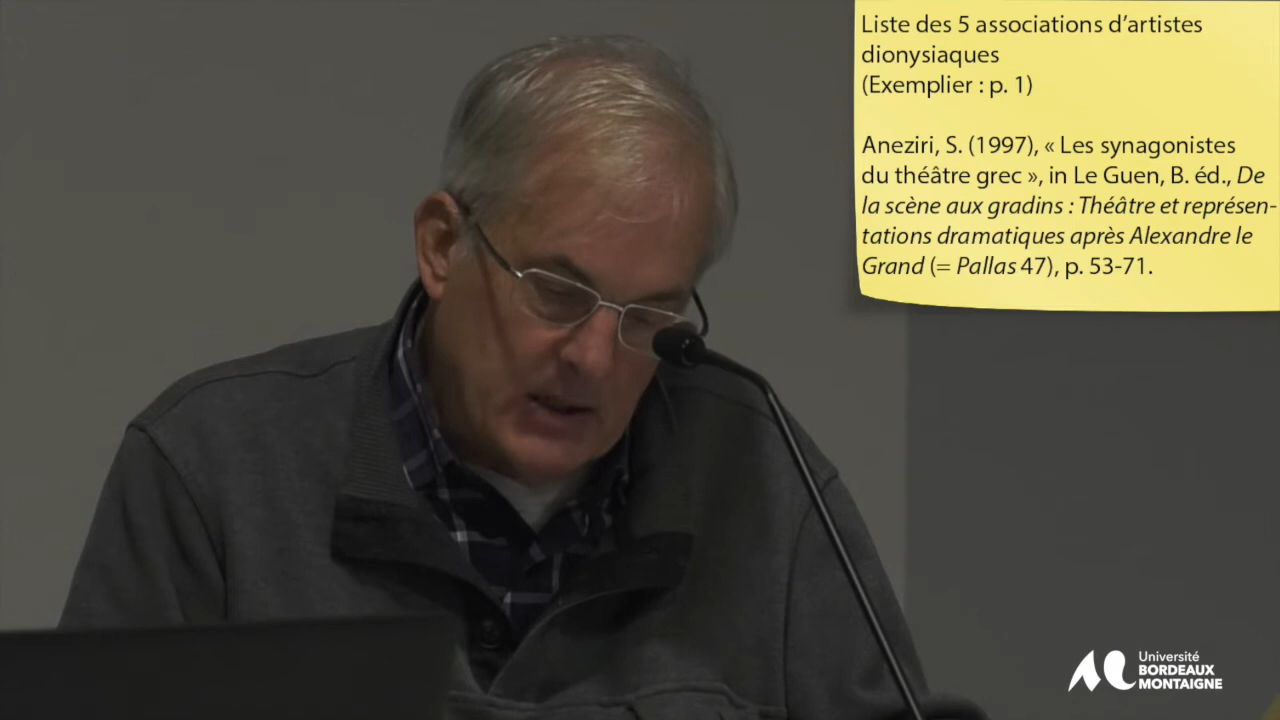 Liste des 5 associations d’artistes
dionysiaques
(Exemplier : p. 1)
Aneziri, S. (1997), « Les synagonistes
du théâtre grec », in Le Guen, B. éd., De
la scène aux gradins : Théâtre et représen-
tations dramatiques après Alexandre le
Grand (= Pallas 47), p. 53-71.
Université
BORDEAUX
MONTAIGNE